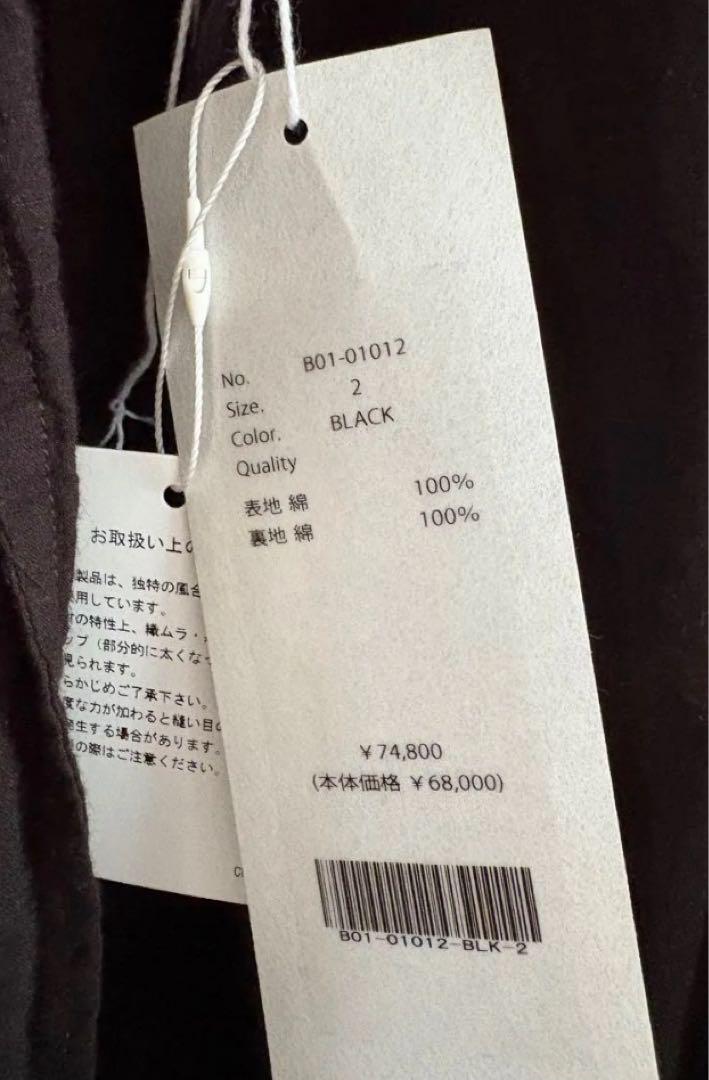 No. B01-01012
Size. 2
Color. BLACK
Quality
表地 綿 100%
裏地 綿 100%
￥74,800
(本体価格 ￥68,000)
B01-01012-BLK-2
お取扱い上の
製品は、独特の風合
用しています。
の特性上、織ムラ・
ップ（部分的に太くなっ
見られます。
らかじめご了承下さい。
度な力が加わると縫い目の
発生する場合があります。
の際はご注意ください。